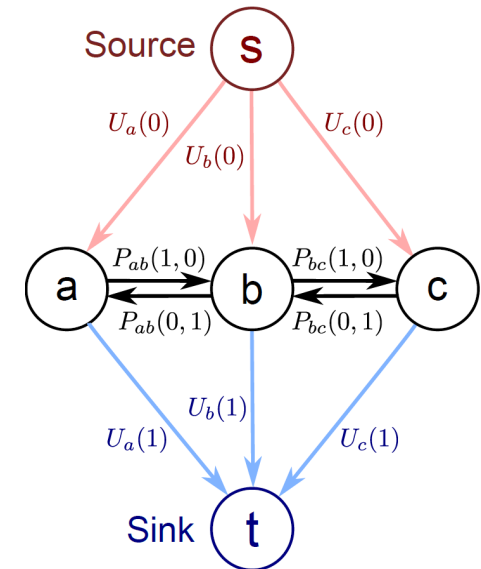 Source s
U_a(0)
U_b(0)
U_c(0)
P_ab(1, 0)
P_bc(1, 0)
a
b
c
P_ab(0, 1)
P_bc(0, 1)
U_a(1)
U_b(1)
U_c(1)
Sink t